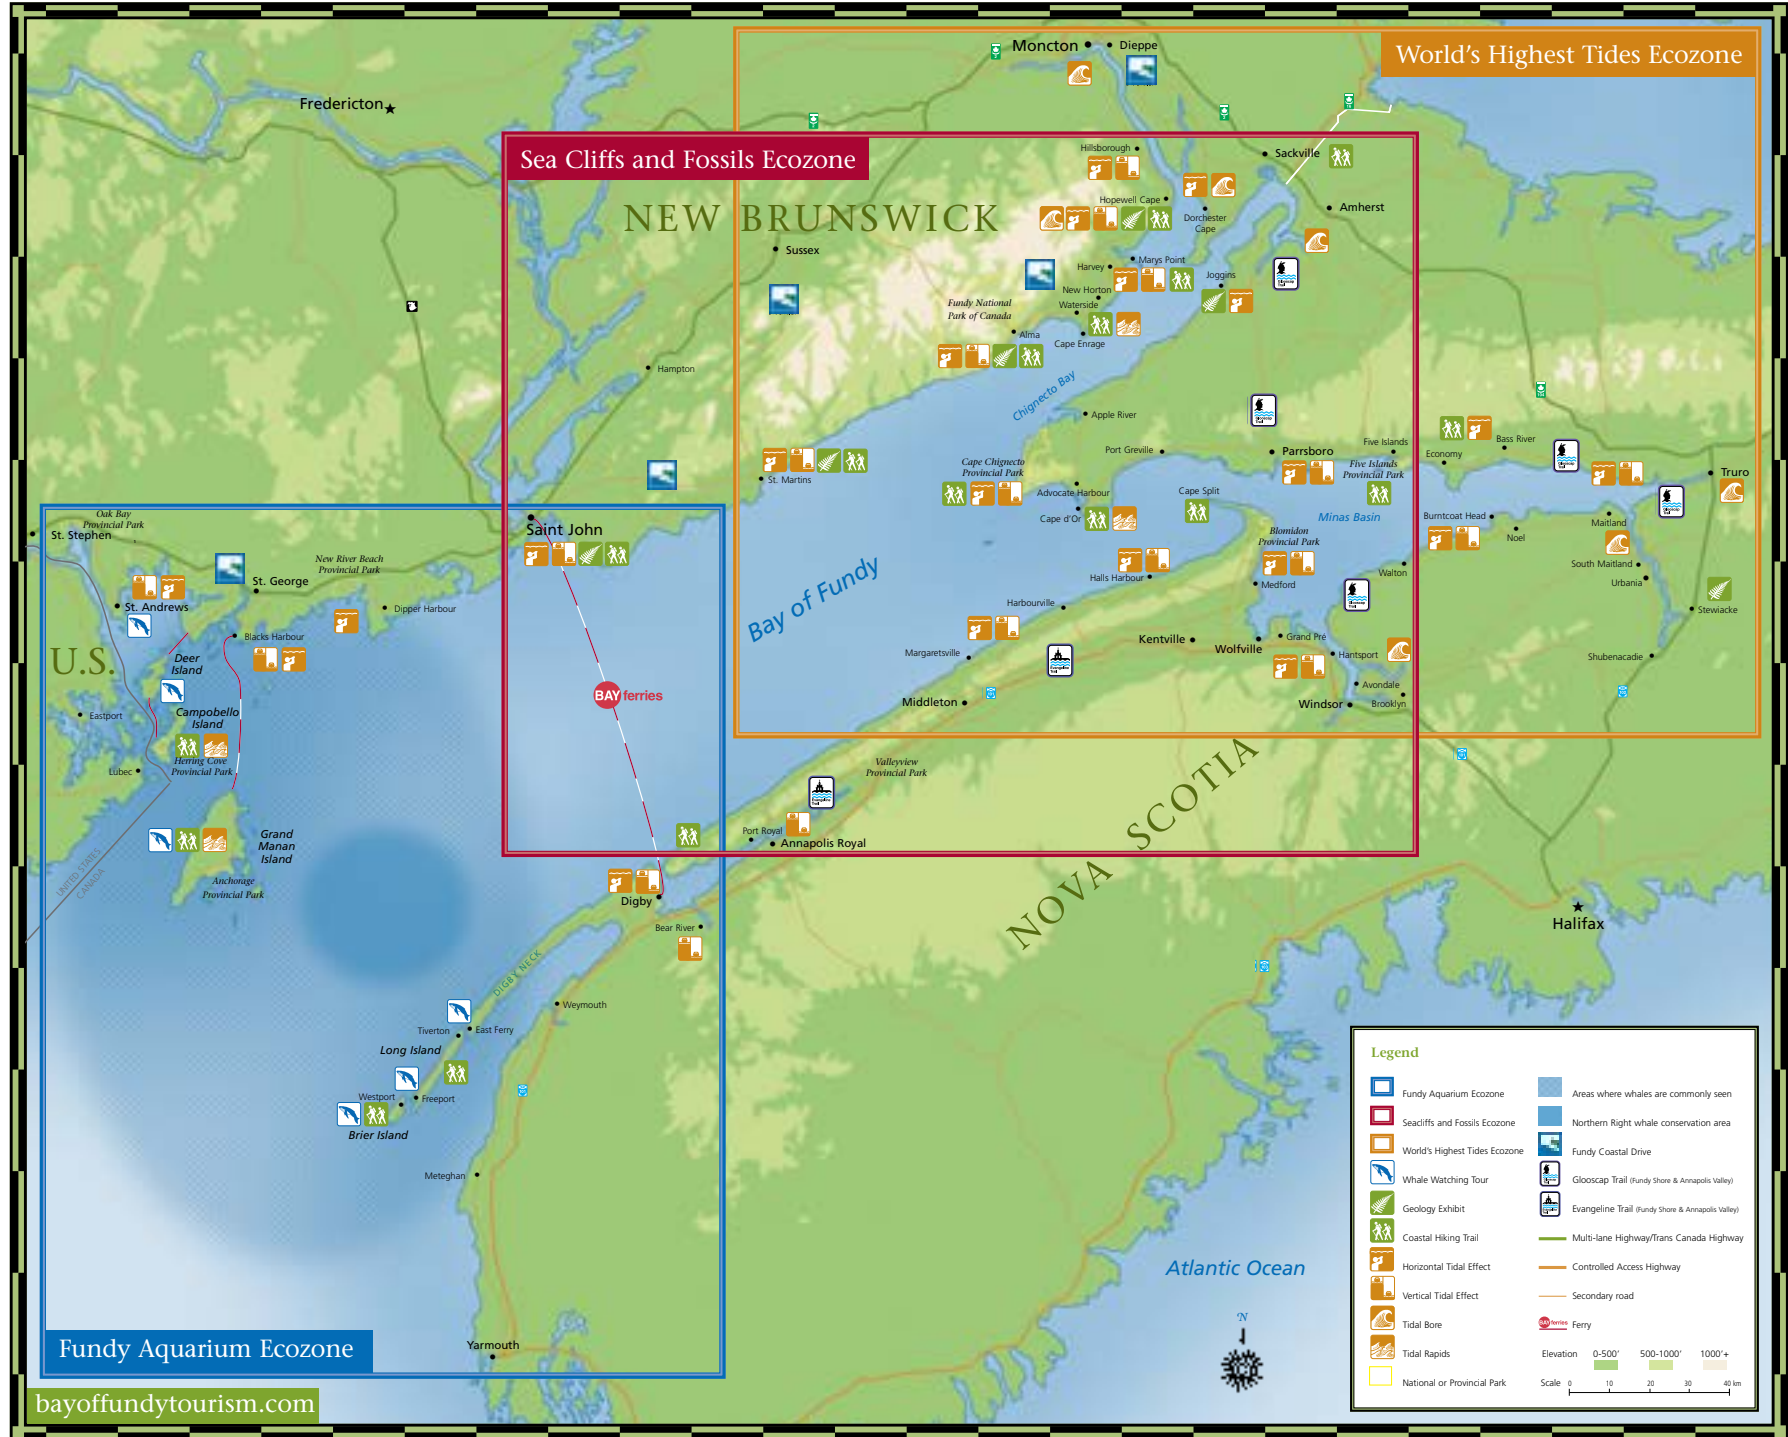 World's Highest Tides Ecozone
Moncton
Dieppe
Fredericton
Sea Cliffs and Fossils Ecozone
Hillsborough
Sackville
NEW BRUNSWICK
Hopewell Cape
Dorchester
Cape
Amherst
Sussex
Marys Point
Harvey
Joggins
New Horton
Waterside
Fundy National
Park of Canada
Alma
Cape Enrage
Hampton
Chignecto Bay
Apple River
Port Greville
Parrsboro
Five Islands
Five Islands
Provincial Park
Economy
Bass River
Truro
St. Martins
Cape Chignecto
Provincial Park
Advocate Harbour
Cape d'Or
Cape Split
Minas Basin
Blomidon
Provincial Park
Burntcoat Head
Noel
Maitland
South Maitland
Urbania
Stewiacke
Shubenacadie
Oak Bay
Provincial Park
St. Stephen
Saint John
New River Beach
Provincial Park
St. George
St. Andrews
Dipper Harbour
Blacks Harbour
U.S.
Deer
Island
Campobello
Island
Eastport
Herring Cove
Provincial Park
Lubec
Grand
Manan
Island
Anchorage
Provincial Park
UNITED STATES
CANADA
Bay of Fundy
BAY ferries
Halls Harbour
Medford
Walton
Harbourville
Kentville
Wolfville
Grand Pré
Hantsport
Margaretsville
Avondale
Middleton
Windsor
Brooklyn
Valleyview
Provincial Park
Port Royal
Annapolis Royal
NOVA SCOTIA
Digby
Bear River
Halifax
DIGBY NECK
Weymouth
Tiverton
East Ferry
Long Island
Westport
Freeport
Brier Island
Meteghan
Yarmouth
Atlantic Ocean
N
Fundy Aquarium Ecozone
bayoffundytourism.com
Legend
Fundy Aquarium Ecozone
Seacliffs and Fossils Ecozone
World's Highest Tides Ecozone
Whale Watching Tour
Geology Exhibit
Coastal Hiking Trail
Horizontal Tidal Effect
Vertical Tidal Effect
Tidal Bore
Tidal Rapids
National or Provincial Park
Areas where whales are commonly seen
Northern Right whale conservation area
Fundy Coastal Drive
Glooscap Trail (Fundy Shore & Annapolis Valley)
Evangeline Trail (Fundy Shore & Annapolis Valley)
Multi-lane Highway/Trans Canada Highway
Controlled Access Highway
Secondary road
BAY ferries Ferry
Elevation 0-500' 500-1000' 1000'+
Scale 0 10 20 30 40 km